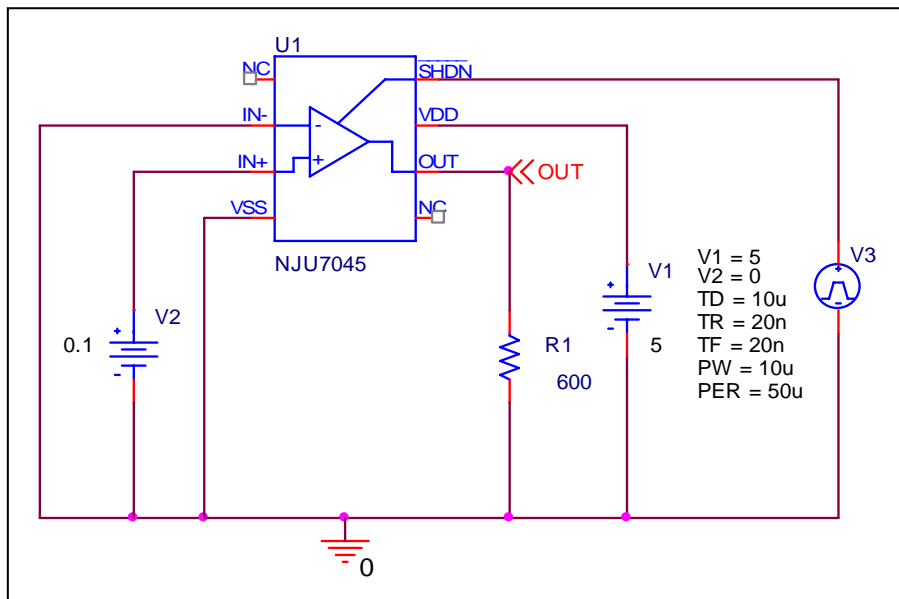 U1
NC
SHDN
IN-
VDD
-
+
IN+
OUT
OUT
VSS
NC
NJU7045
V1
V1 = 5
V2 = 0
TD = 10u
TR = 20n
TF = 20n
PW = 10u
PER = 50u
V3
+
-
V2
+
0.1
-
+
-
5
R1
600
0